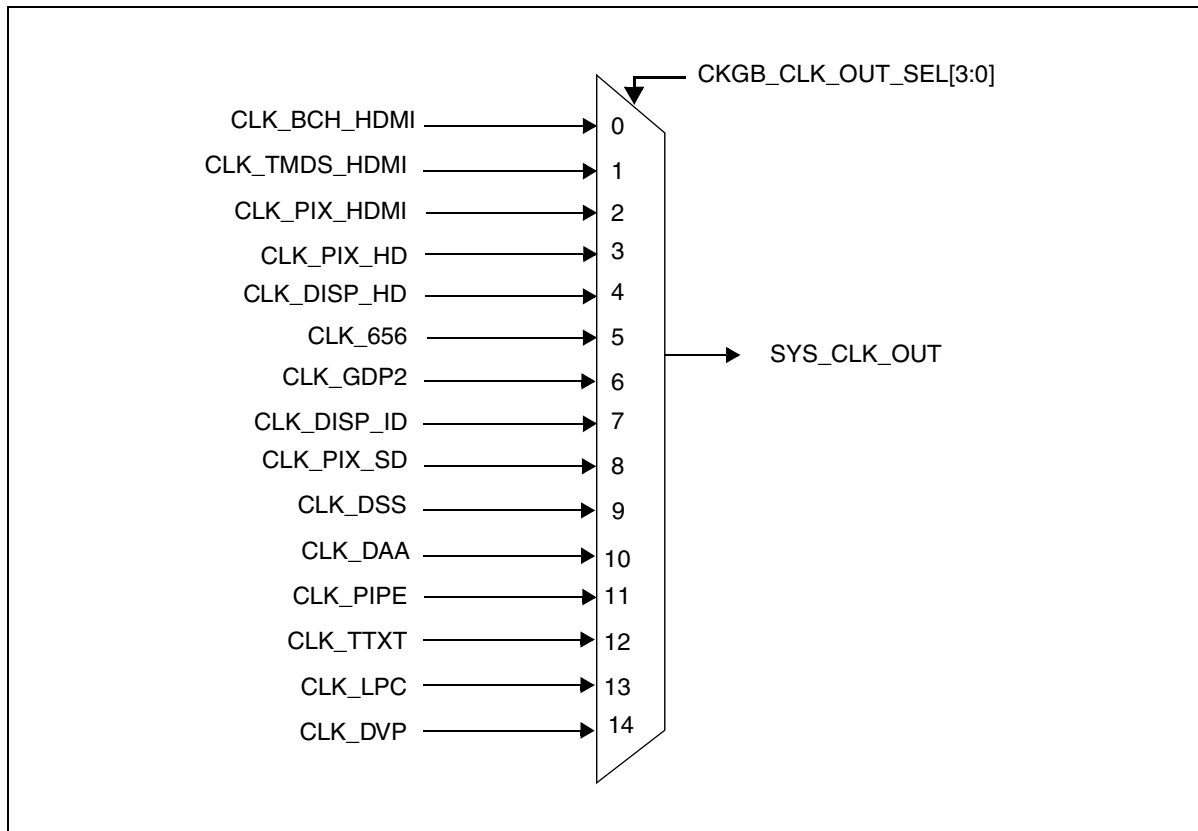 CKGB_CLK_OUT_SEL[3:0]
CLK_BCH_HDMI 0
CLK_TMDS_HDMI 1
CLK_PIX_HDMI 2
CLK_PIX_HD 3
CLK_DISP_HD 4
CLK_656 5
SYS_CLK_OUT
CLK_GDP2 6
CLK_DISP_ID 7
CLK_PIX_SD 8
CLK_DSS 9
CLK_DAA 10
CLK_PIPE 11
CLK_TTXT 12
CLK_LPC 13
CLK_DVP 14